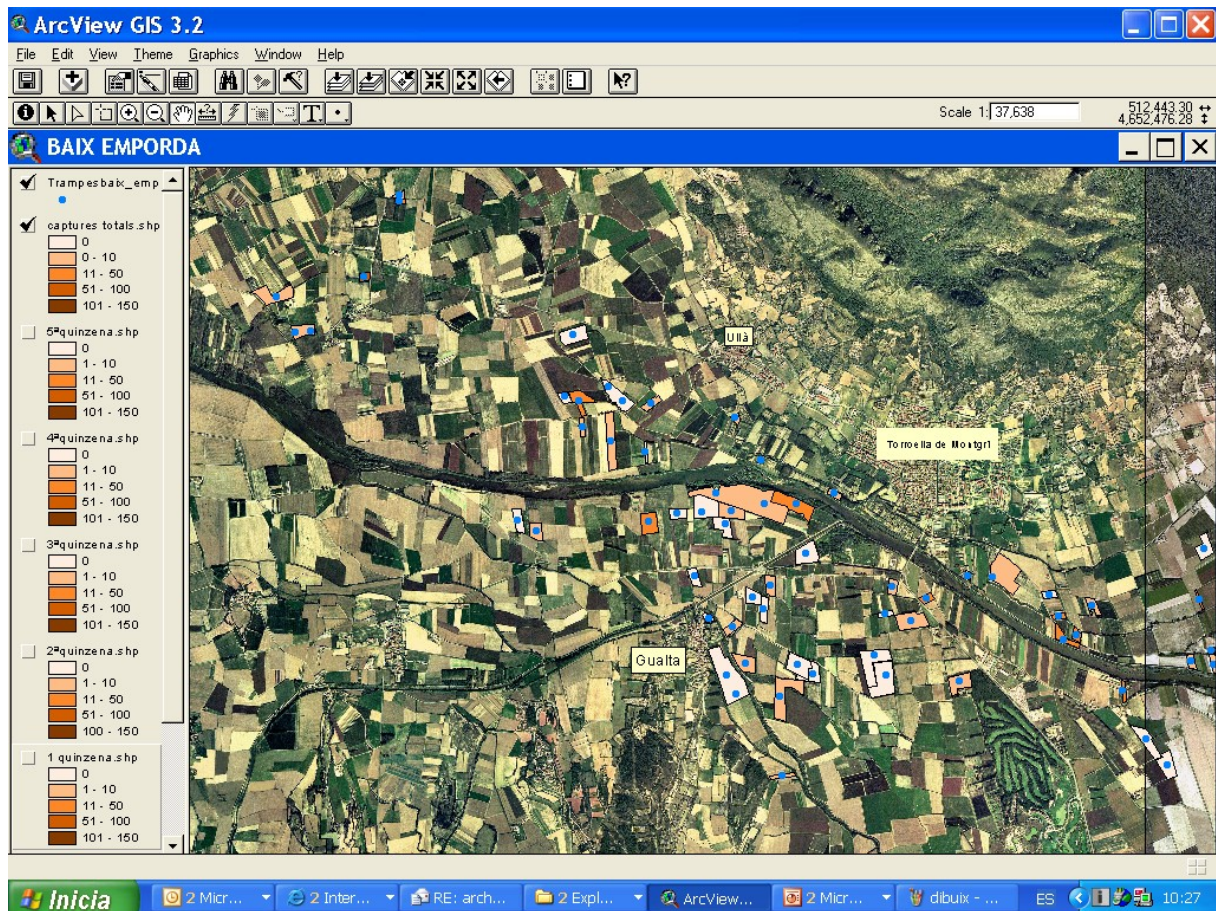 ArcView GIS 3.2
File Edit View Theme Graphics Window Help
Scale 1: 37,638
512,443.30
4,652,476.28
BAIX EMPORDA
Trampesbaix_emp
captures totals.shp
0
0 - 10
11 - 50
51 - 100
101 - 150
5ªquinzena.shp
0
1 - 10
11 - 50
51 - 100
101 - 150
4ªquinzena.shp
0
1 - 10
11 - 50
51 - 100
101 - 150
3ªquinzena.shp
0
1 - 10
11 - 50
51 - 100
101 - 150
2ªquinzena.shp
0
1 - 10
11 - 50
51 - 100
100 - 150
1 quinzena.shp
0
1 - 10
11 - 50
51 - 100
101 - 150
Ullà
Torroella de Montgrí
Gualta
Inicia 2 Micr... 2 Inter... RE: arch... 2 Expl... ArcView... 2 Micr... dibuix - ... ES 10:27